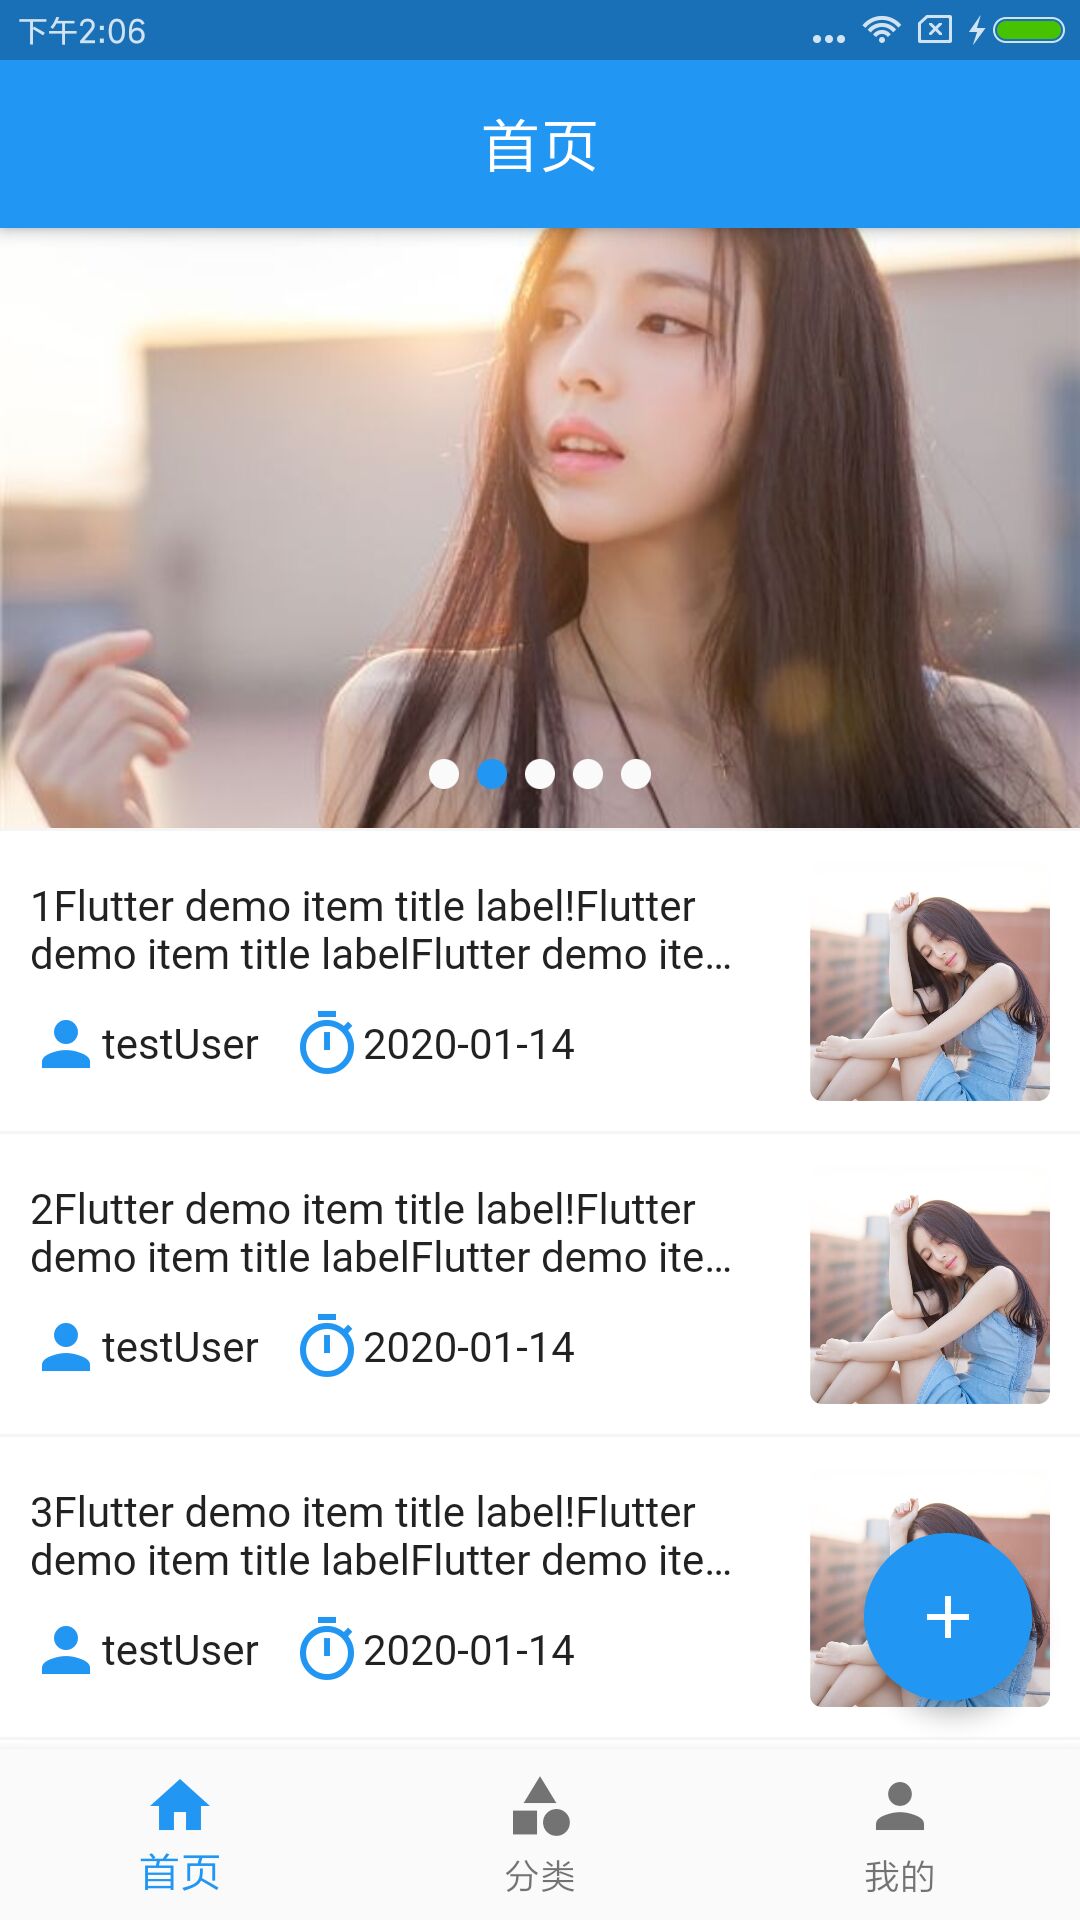 下午2:06
首页
1Flutter demo item title label!Flutter
demo item title labelFlutter demo ite…
testUser 2020-01-14
2Flutter demo item title label!Flutter
demo item title labelFlutter demo ite…
testUser 2020-01-14
3Flutter demo item title label!Flutter
demo item title labelFlutter demo ite…
testUser 2020-01-14
首页 分类 我的